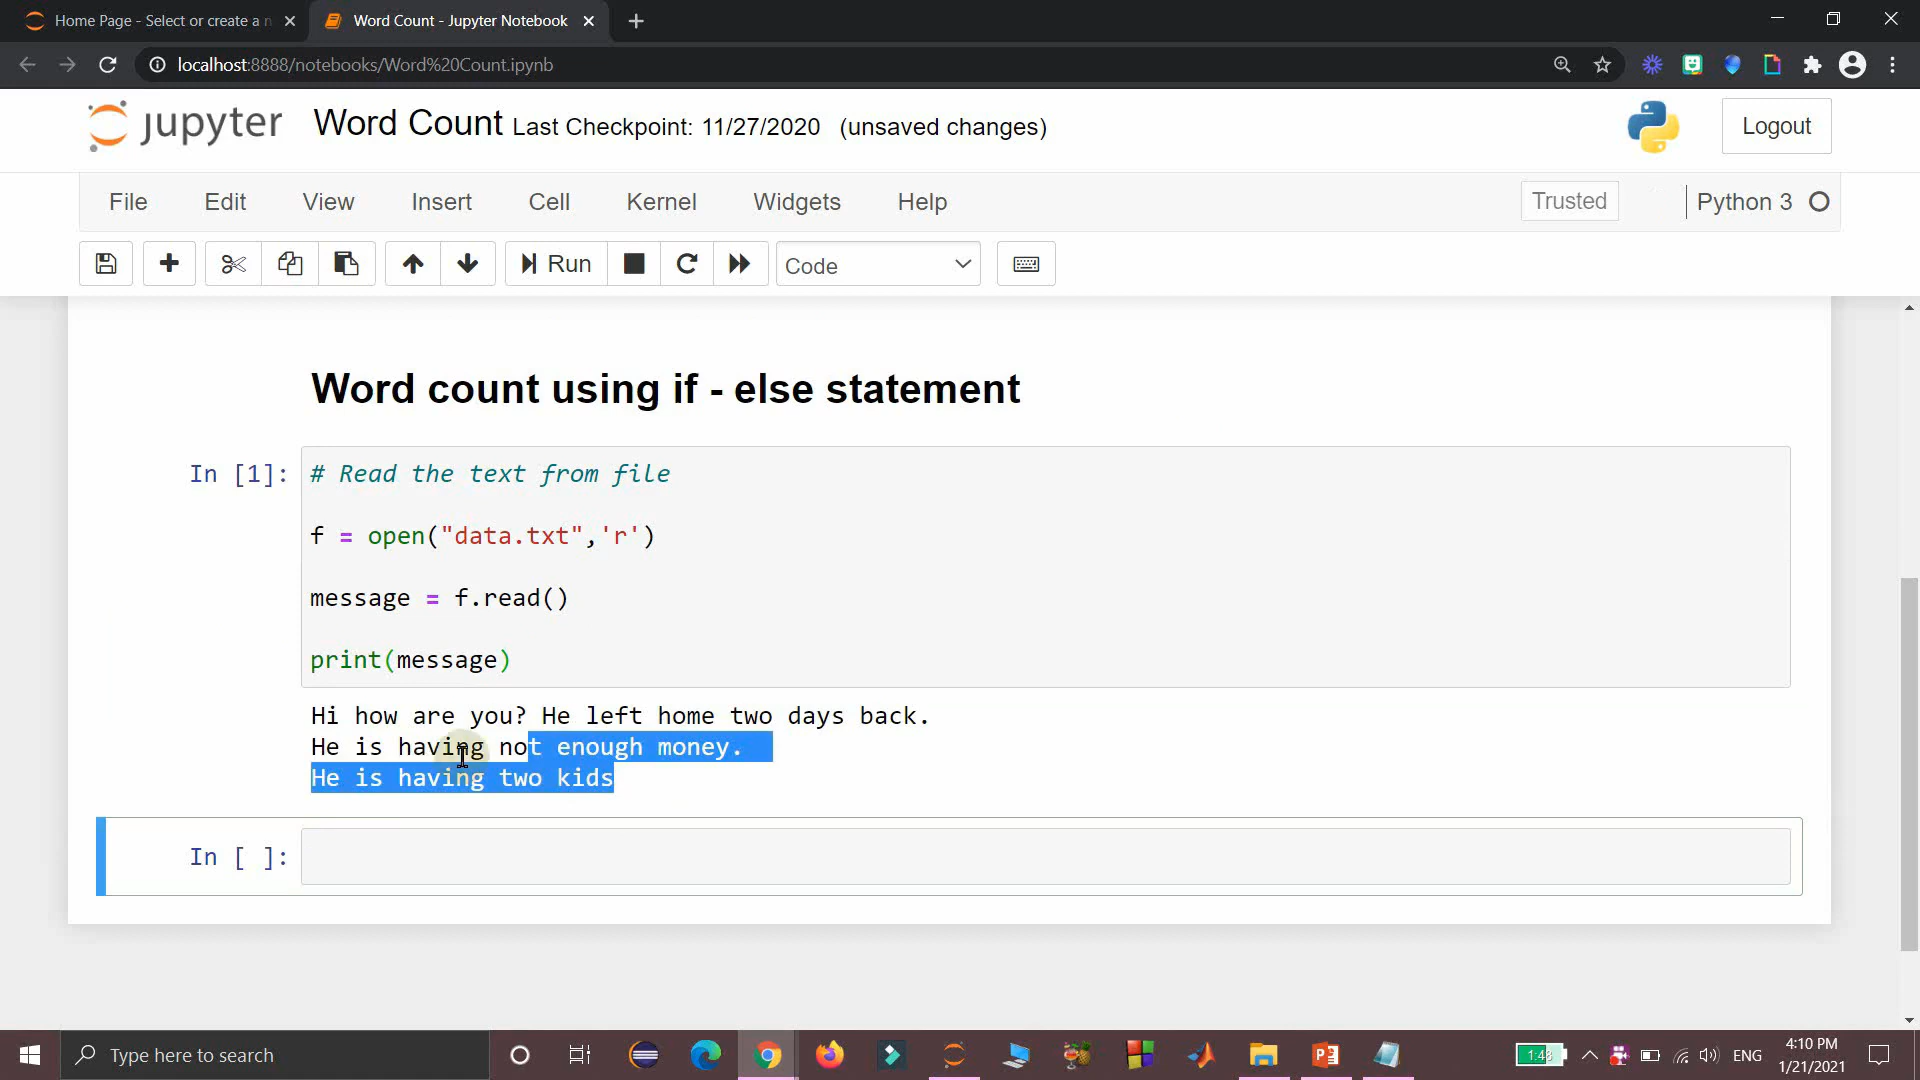 Home Page - Select or create a n
Word Count - Jupyter Notebook
localhost:8888/notebooks/Word%20Count.ipynb
jupyter Word Count Last Checkpoint: 11/27/2020 (unsaved changes)
Logout
File Edit View Insert Cell Kernel Widgets Help
Trusted
Python 3
Run
Code
Word count using if - else statement
In [1]:
# Read the text from file
f = open("data.txt",'r')
message = f.read()
print(message)
Hi how are you? He left home two days back.
He is having not enough money.
He is having two kids
In [ ]:
Type here to search
1:48
ENG
4:10 PM
1/21/2021